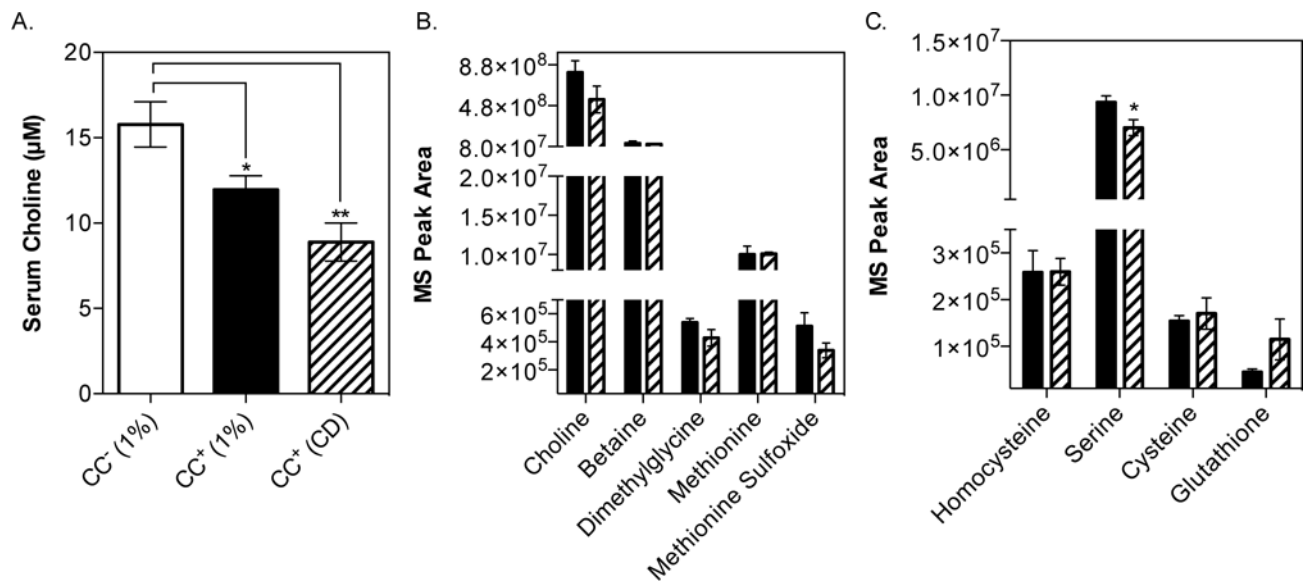 A.
Serum Choline (µM)
20
15
10
5
0
*
**
CC⁻ (1%)
CC⁺ (1%)
CC⁺ (CD)
B.
MS Peak Area
8.8×10⁸
4.8×10⁸
8.0×10⁷
2.0×10⁷
1.5×10⁷
1.0×10⁷
6×10⁵
4×10⁵
2×10⁵
Choline
Betaine
Dimethylglycine
Methionine
Methionine Sulfoxide
C.
MS Peak Area
1.5×10⁷
1.0×10⁷
5.0×10⁶
3×10⁵
2×10⁵
1×10⁵
*
Homocysteine
Serine
Cysteine
Glutathione